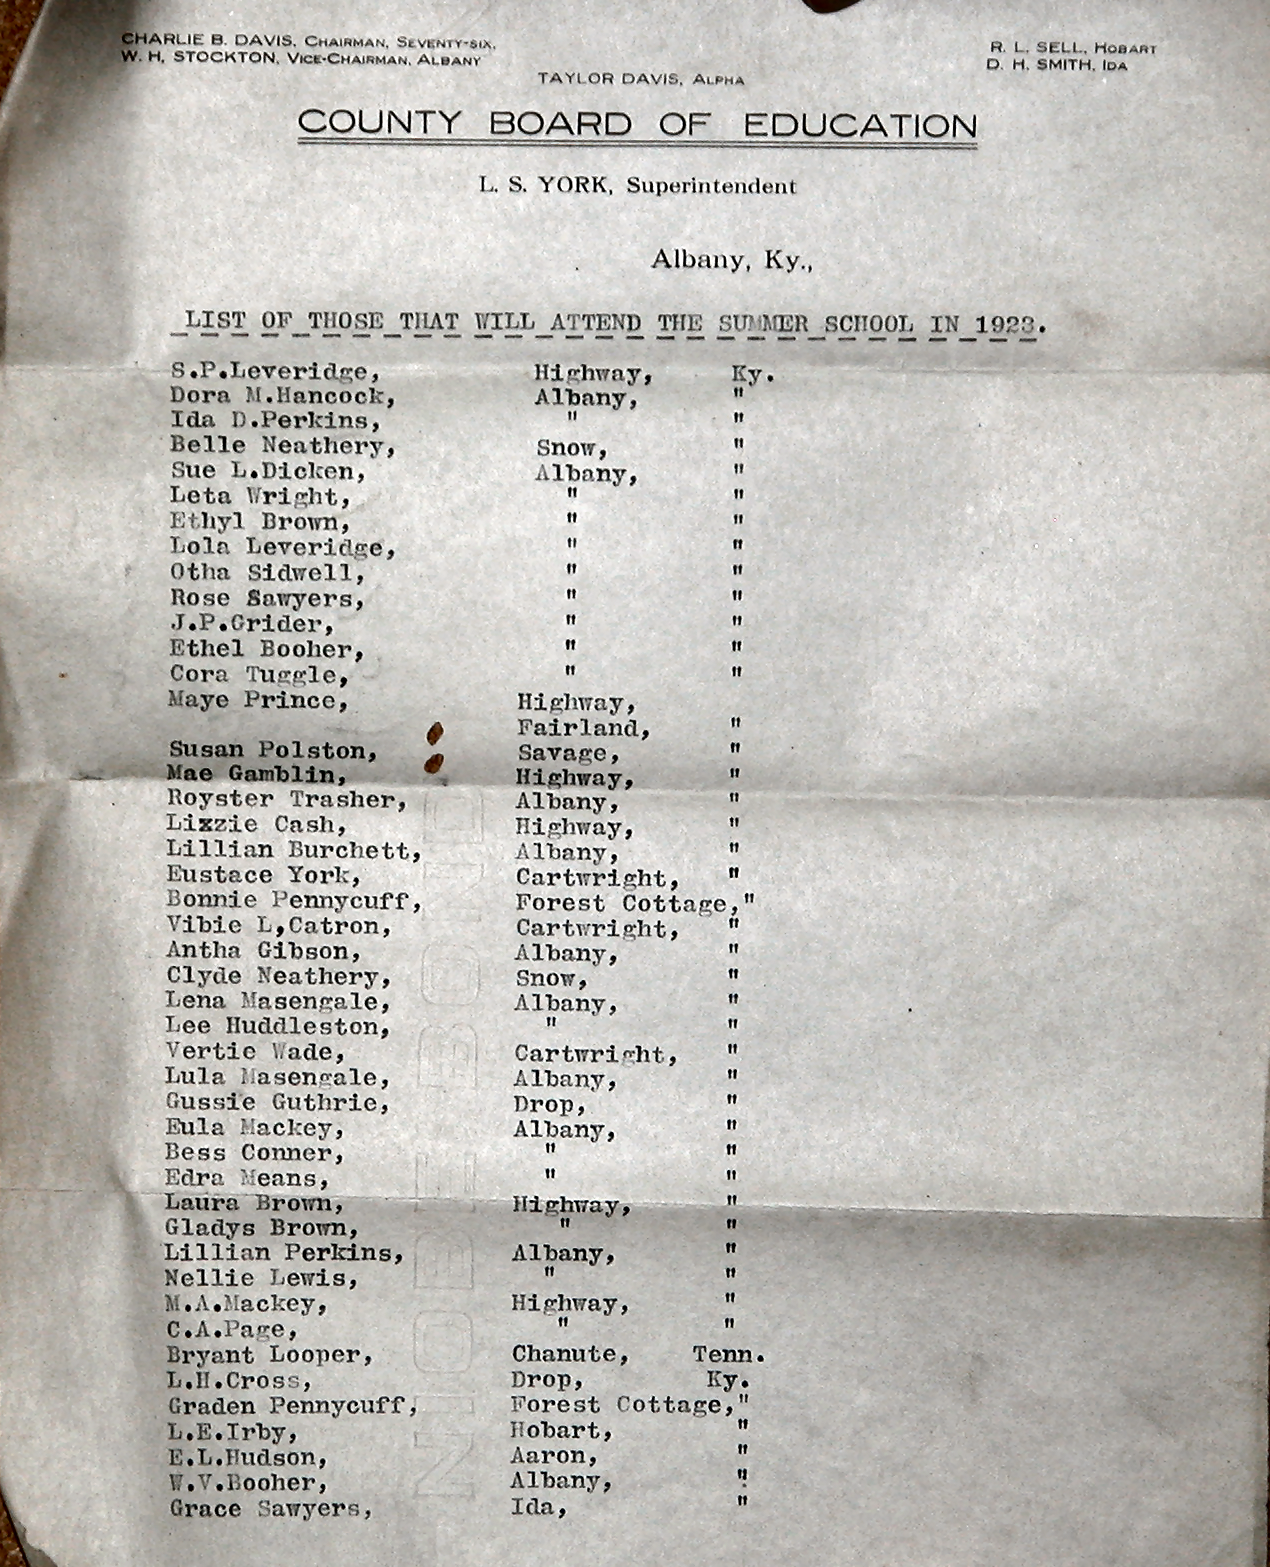 CHARLIE B. DAVIS, CHAIRMAN, SEVENTY-SIX.
W. H. STOCKTON, VICE-CHAIRMAN, ALBANY
R. L. SELL, HOBART
D. H. SMITH, IDA
TAYLOR DAVIS, ALPHA
COUNTY BOARD OF EDUCATION
L. S. YORK, Superintendent
Albany, Ky.,
LIST OF THOSE THAT WILL ATTEND THE SUMMER SCHOOL IN 1923.
S.P.Leveridge, Highway, Ky.
Dora M.Hancock, Albany, "
Ida D.Perkins, " "
Belle Neathery, Snow, "
Sue L.Dicken, Albany, "
Leta Wright, " "
Ethyl Brown, " "
Lola Leveridge, " "
Otha Sidwell, " "
Rose Sawyers, " "
J.P.Grider, " "
Ethel Booher, " "
Cora Tuggle, " "
Maye Prince, Highway,
Fairland, "
Susan Polston, Savage, "
Mae Gamblin, Highway, "
Royster Trasher, Albany, "
Lixzie Cash, Highway, "
Lillian Burchett, Albany, "
Eustace York, Cartwright, "
Bonnie Pennycuff, Forest Cottage,"
Vibie L,Catron, Cartwright, "
Antha Gibson, Albany, "
Clyde Neathery, Snow, "
Lena Masengale, Albany, "
Lee Huddleston, " "
Vertie Wade, Cartwright, "
Lula Masengale, Albany, "
Gussie Guthrie, Drop, "
Eula Mackey, Albany, "
Bess Conner, " "
Edra Means, " "
Laura Brown, Highway, "
Gladys Brown, " "
Lillian Perkins, Albany, "
Nellie Lewis, " "
M.A.Mackey, Highway, "
C.A.Page, " "
Bryant Looper, Chanute, Tenn.
L.H.Cross, Drop, Ky.
Graden Pennycuff, Forest Cottage,"
L.E.Irby, Hobart, "
E.L.Hudson, Aaron, "
W.V.Booher, Albany, "
Grace Sawyers, Ida, "